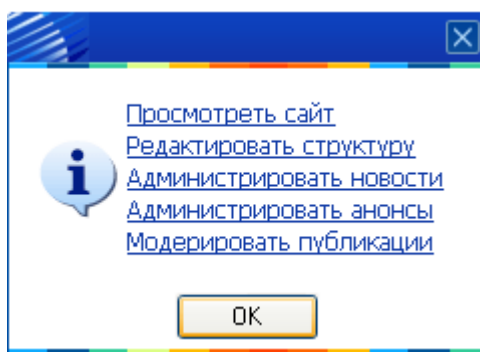 Просмотреть сайт
Редактировать структуру
Администрировать новости
Администрировать анонсы
Модерировать публикации
OK